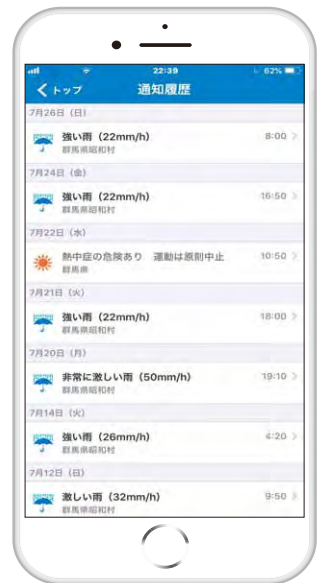 22:39
62%
トップ
通知履歴
7月26日 (日)
強い雨 (22mm/h)
8:00
群馬県昭和村
7月24日 (金)
強い雨 (22mm/h)
16:50
群馬県昭和村
7月22日 (水)
熱中症の危険あり 運動は原則中止
10:50
群馬県
7月21日 (火)
強い雨 (22mm/h)
18:00
群馬県昭和村
7月20日 (月)
非常に激しい雨 (50mm/h)
19:10
群馬県昭和村
7月14日 (火)
強い雨 (26mm/h)
4:20
群馬県昭和村
7月12日 (日)
激しい雨 (32mm/h)
9:50
群馬県昭和村